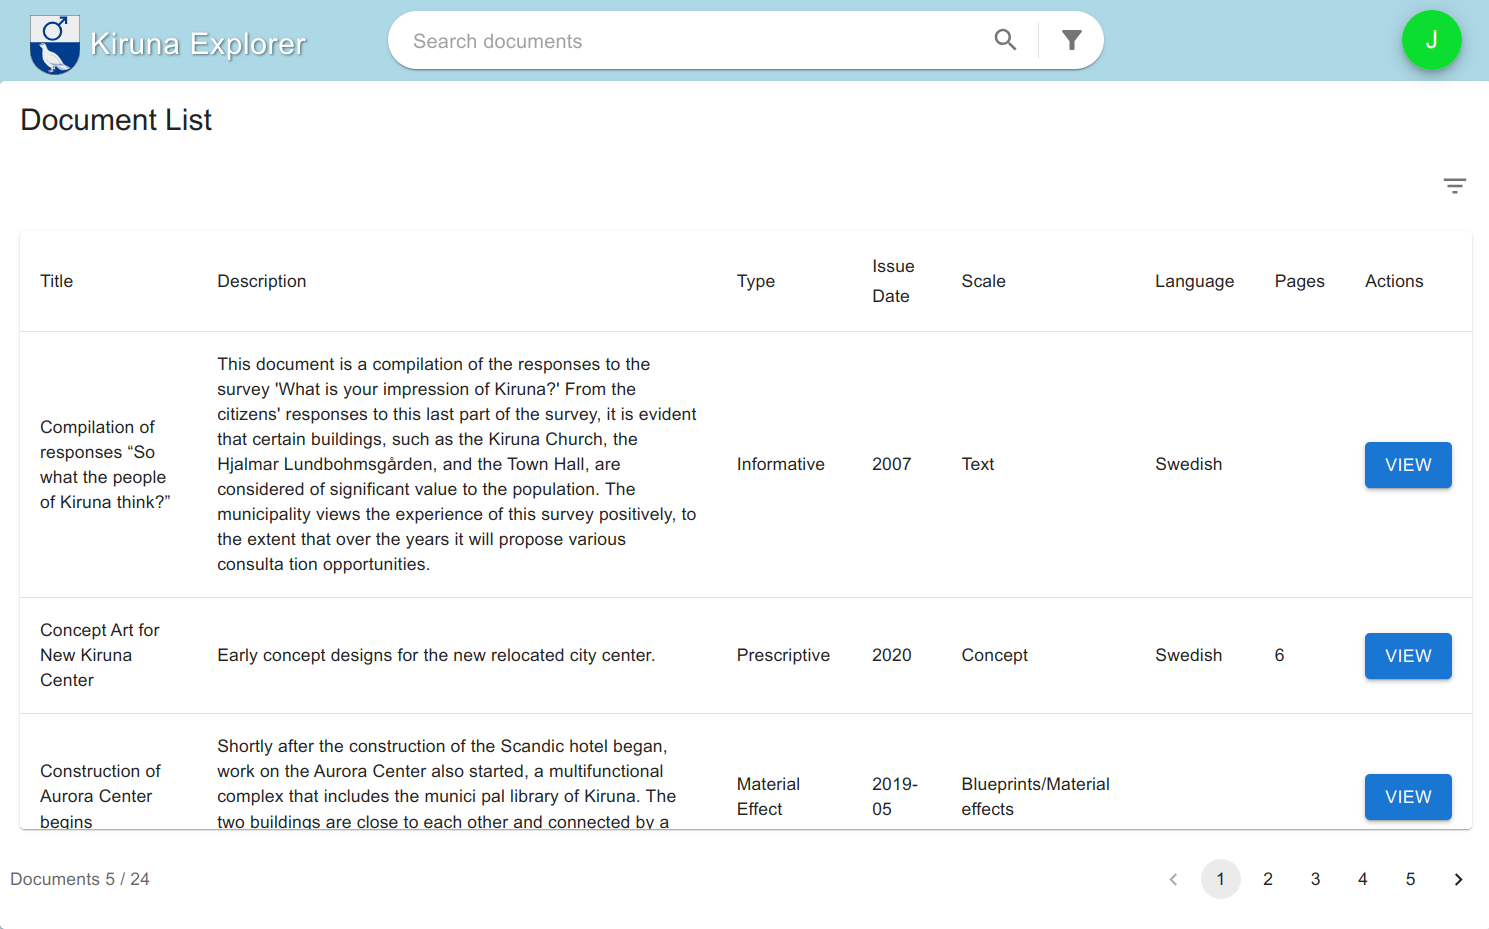 Kiruna Explorer
Search documents
J
Document List
Title
Description
Type
Issue
Date
Scale
Language
Pages
Actions
Compilation of
responses “So
what the people
of Kiruna think?”
This document is a compilation of the responses to the
survey 'What is your impression of Kiruna?' From the
citizens' responses to this last part of the survey, it is evident
that certain buildings, such as the Kiruna Church, the
Hjalmar Lundbohmsgården, and the Town Hall, are
considered of significant value to the population. The
municipality views the experience of this survey positively, to
the extent that over the years it will propose various
consulta tion opportunities.
Informative
2007
Text
Swedish
VIEW
Concept Art for
New Kiruna
Center
Early concept designs for the new relocated city center.
Prescriptive
2020
Concept
Swedish
6
VIEW
Construction of
Aurora Center
begins
Shortly after the construction of the Scandic hotel began,
work on the Aurora Center also started, a multifunctional
complex that includes the munici pal library of Kiruna. The
two buildings are close to each other and connected by a
Material
Effect
2019-
05
Blueprints/Material
effects
VIEW
Documents 5 / 24
1
2
3
4
5